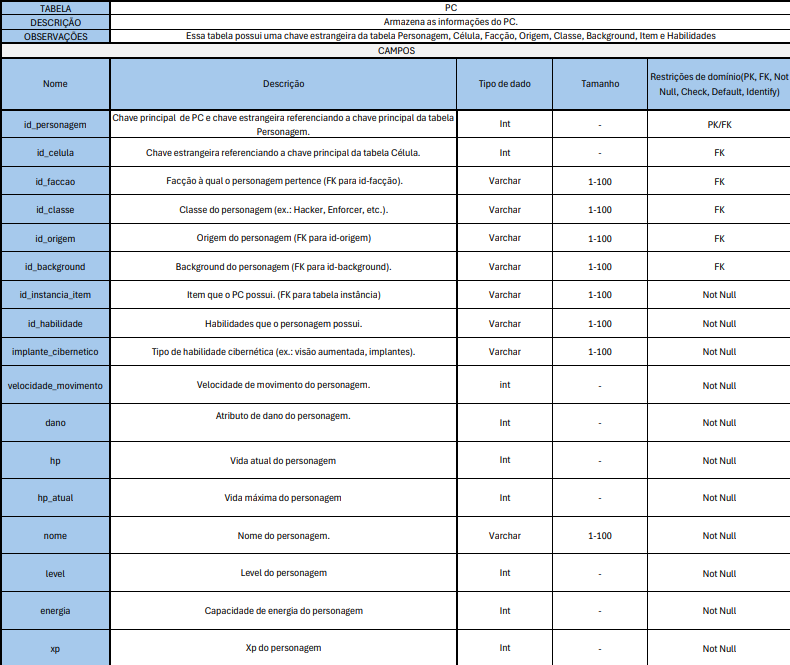 TABELA PC
DESCRIÇÃO Armazena as informações do PC.
OBSERVAÇÕES Essa tabela possui uma chave estrangeira da tabela Personagem, Célula, Facção, Origem, Classe, Background, Item e Habilidades
CAMPOS
Nome Descrição Tipo de dado Tamanho Restrições de domínio(PK, FK, Not
Null, Check, Default, Identify)
id_personagem Chave principal de PC e chave estrangeira referenciando a chave principal da tabela
Personagem. Int - PK/FK
id_celula Chave estrangeira referenciando a chave principal da tabela Célula. Int - FK
id_faccao Facção à qual o personagem pertence (FK para id-facção). Varchar 1-100 FK
id_classe Classe do personagem (ex.: Hacker, Enforcer, etc.). Varchar 1-100 FK
id_origem Origem do personagem (FK para id-origem) Varchar 1-100 FK
id_background Background do personagem (FK para id-background). Varchar 1-100 FK
id_instancia_item Item que o PC possui. (FK para tabela instância) Varchar 1-100 Not Null
id_habilidade Habilidades que o personagem possui. Varchar 1-100 Not Null
implante_cibernetico Tipo de habilidade cibernética (ex.: visão aumentada, implantes). Varchar 1-100 Not Null
velocidade_movimento Velocidade de movimento do personagem. int - Not Null
dano Atributo de dano do personagem. Int - Not Null
hp Vida atual do personagem Int - Not Null
hp_atual Vida máxima do personagem Int - Not Null
nome Nome do personagem. Varchar 1-100 Not Null
level Level do personagem Int - Not Null
energia Capacidade de energia do personagem Int - Not Null
xp Xp do personagem Int - Not Null